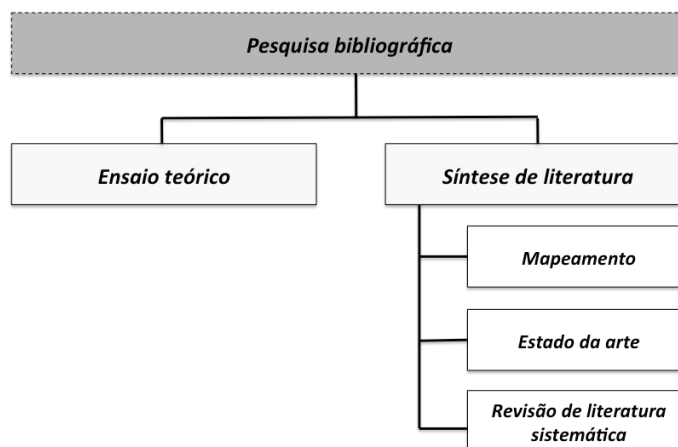 Pesquisa bibliográfica
Ensaio teórico
Síntese de literatura
Mapeamento
Estado da arte
Revisão de literatura
sistemática